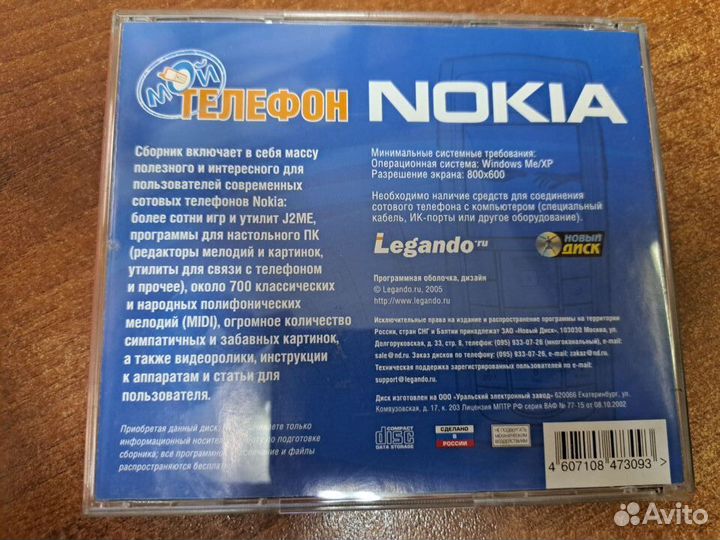 МОЙ
ТЕЛЕФОН
NOKIA
Сборник включает в себя массу
полезного и интересного для
пользователей современных
сотовых телефонов Nokia:
более сотни игр и утилит J2ME,
программы для настольного ПК
(редакторы мелодий и картинок,
утилиты для связи с телефоном
и прочее), около 700 классических
и народных полифонических
мелодий (MIDI), огромное количество
симпатичных и забавных картинок,
а также видеоролики, инструкции
к аппаратам и статьи для
пользователя.
Приобретая данный диск, только
информационный носитель по подготовке
сборника; все программное и файлы
распространяются
Минимальные системные требования:
Операционная система: Windows Me/XP
Разрешение экрана: 800x600
Необходимо наличие средств для соединения
сотового телефона с компьютером (специальный
кабель, ИК-порты или другое оборудование).
Legando.ru
НОВЫЙ
ДИСК
Программная оболочка, дизайн
© Legando.ru, 2005
http://www.legando.ru
Исключительные права на издание и распространение программы на территории
России, стран СНГ и Балтии принадлежат ЗАО «Новый Диск», 103030 Москва, ул.
Долгоруковская, д. 33, стр. 8, телефон: (095) 933-07-26 (многоканальный), e-mail:
sale@nd.ru. Заказ дисков по телефону: (095) 933-07-26, e-mail: zakaz@nd.ru.
Техническая поддержка зарегистрированных пользователей по e-mail:
support@legando.ru
Диск изготовлен на ООО «Уральский электронный завод» 620066 Екатеринбург, ул.
Комвузовская, д. 17, к. 203 Лицензия МПТР РФ серия ВАФ № 77-15 от 08.10.2002
COMPACT
disc
DATA STORAGE
СДЕЛАНО
В
РОССИИ
НЕ ПОДВЕРГАТЬ
МЕХАНИЧЕСКИМ
ВОЗДЕЙСТВИЯМ
4 607108 473093 >
Avito